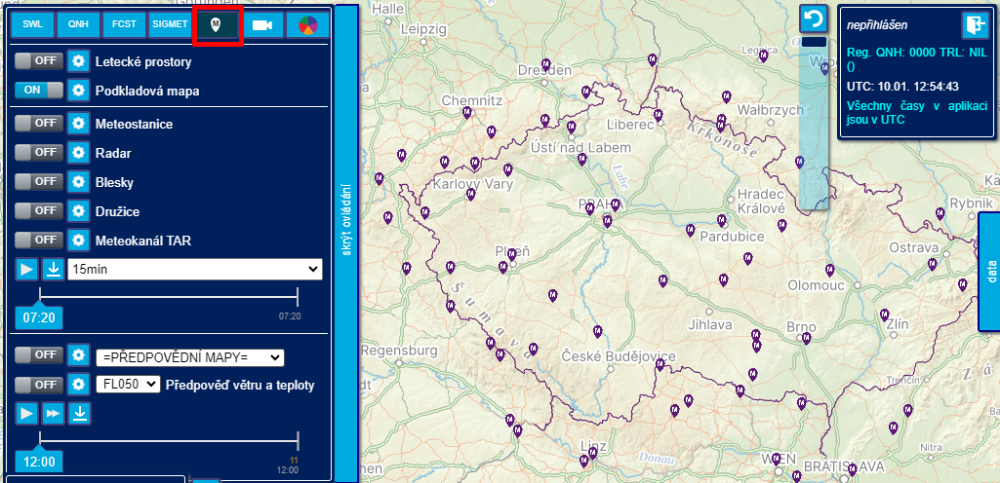 SWL QNH FCST SIGMET M
OFF Letecké prostory
ON Podkladová mapa
OFF Meteostanice
OFF Radar
OFF Blesky
OFF Družice
OFF Meteokanál TAR
15min
07:20
07:20
OFF =PŘEDPOVĚDNÍ MAPY=
OFF FL050 Předpověď větru a teploty
12:00
11
12:00
skrýt ovládání
nepřihlášen
Reg. QNH: 0000 TRL: NIL
()
UTC: 10.01. 12:54:43
Všechny časy v aplikaci
jsou v UTC
data
Halle
Leipzig
Dresden
Legnica
Chemnitz
Liberec
Wałbrzych
Krkonoše
Ústí nad Labem
Labe
Karlovy Vary
PRAHA
Hradec
Králové
Pardubice
Rybnik
Ostrava
Plzeň
Olomouc
Šumava
Jihlava
Brno
Zlín
Regensburg
České Budějovice
Trenčín
Nitra
Linz
Donau
WIEN
BRATISLAVA